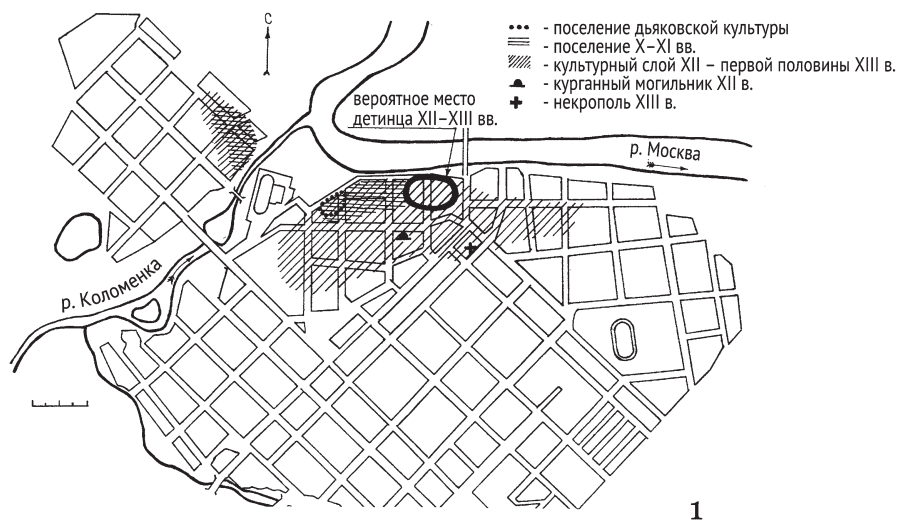 С
- поселение дьяковской культуры
- поселение X–XI вв.
- культурный слой XII – первой половины XIII в.
- курганный могильник XII в.
- некрополь XIII в.
вероятное место
детинца XII–XIII вв.
р. Москва
р. Коломенка
1